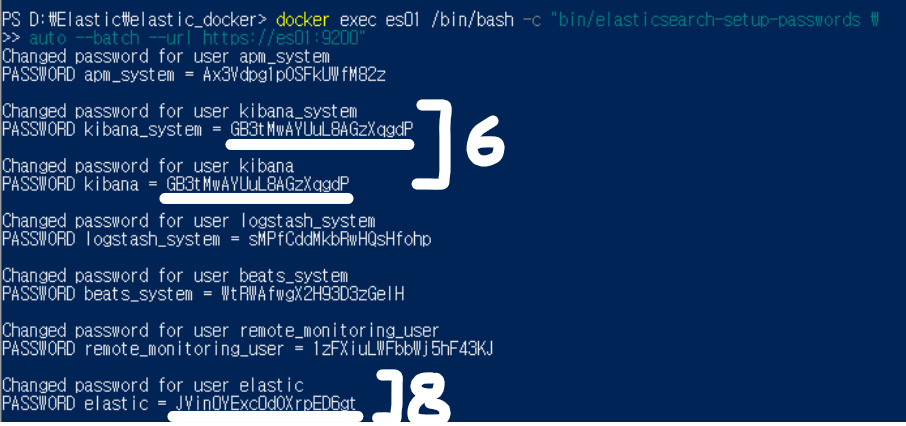 PS D:₩Elastic₩elastic_docker> docker exec es01 /bin/bash -c "bin/elasticsearch-setup-passwords ₩
>> auto --batch --url https://es01:9200"
Changed password for user apm_system
PASSWORD apm_system = Ax3Vdpg1pOSFkUWfM82z
Changed password for user kibana_system
PASSWORD kibana_system = GB3tMwAYUuL8AGzXqgdP
Changed password for user kibana
PASSWORD kibana = GB3tMwAYUuL8AGzXqgdP
6
Changed password for user logstash_system
PASSWORD logstash_system = sMPfCddMkbRwHQsHfohp
Changed password for user beats_system
PASSWORD beats_system = WtRWAfwgX2H93D3zGelH
Changed password for user remote_monitoring_user
PASSWORD remote_monitoring_user = 1zFXiuLWFbbWj5hF43KJ
Changed password for user elastic
PASSWORD elastic = JVinOYExcOdOXrpED6gt
8